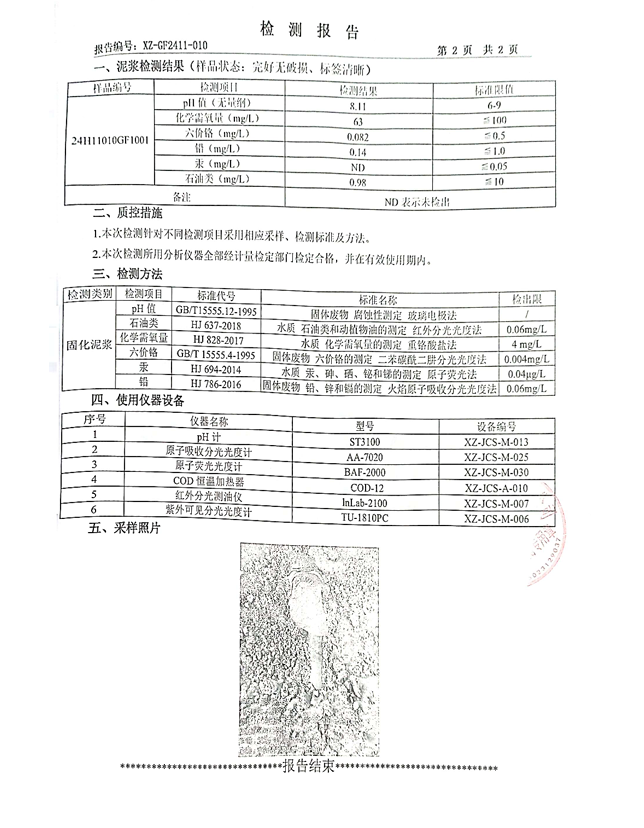 检 测 报 告
报告编号: XZ-GF2411-010 第 2 页 共 2 页
一、泥浆检测结果（样品状态：完好无破损、标签清晰）
样品编号 检测项目 检测结果 标准限值
24H11010GF1001
pH 值（无量纲） 8.11 6-9
化学需氧量（mg/L） 63 ≦100
六价铬（mg/L） 0.082 ≦0.5
铅（mg/L） 0.14 ≦1.0
汞（mg/L） ND ≦0.05
石油类（mg/L） 0.98 ≦10
备注 ND 表示未检出
二、质控措施
1.本次检测针对不同检测项目采用相应采样、检测标准及方法。
2.本次检测所用分析仪器全部经计量检定部门检定合格，并在有效使用期内。
三、检测方法
检测类别 检测项目 标准代号 标准名称 检出限
固化泥浆
pH 值 GB/T15555.12-1995 固体废物 腐蚀性测定 玻璃电极法 /
石油类 HJ 637-2018 水质 石油类和动植物油的测定 红外分光光度法 0.06mg/L
化学需氧量 HJ 828-2017 水质 化学需氧量的测定 重铬酸盐法 4 mg/L
六价铬 GB/T 15555.4-1995 固体废物 六价铬的测定 二苯碳酰二肼分光光度法 0.004mg/L
汞 HJ 694-2014 水质 汞、砷、硒、铋和锑的测定 原子荧光法 0.04μg/L
铅 HJ 786-2016 固体废物 铅、锌和镉的测定 火焰原子吸收分光光度法 0.06mg/L
四、使用仪器设备
序号 仪器名称 型号 设备编号
1 pH 计 ST3100 XZ-JCS-M-013
2 原子吸收分光光度计 AA-7020 XZ-JCS-M-025
3 原子荧光光度计 BAF-2000 XZ-JCS-M-030
4 COD 恒温加热器 COD-12 XZ-JCS-A-010
5 红外分光测油仪 lnLab-2100 XZ-JCS-M-007
6 紫外可见分光光度计 TU-1810PC XZ-JCS-M-006
五、采样照片
******************************报告结束******************************